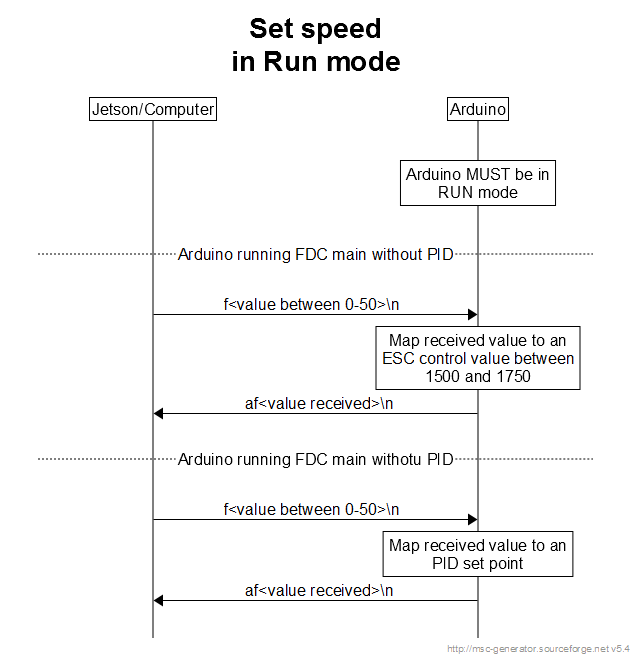 Set speed
in Run mode
Jetson/Computer
Arduino
Arduino MUST be in
RUN mode
Arduino running FDC main without PID
f<value between 0-50>\n
Map received value to an
ESC control value between
1500 and 1750
af<value received>\n
Arduino running FDC main withotu PID
f<value between 0-50>\n
Map received value to an
PID set point
af<value received>\n
http://msc-generator.sourceforge.net v5.4